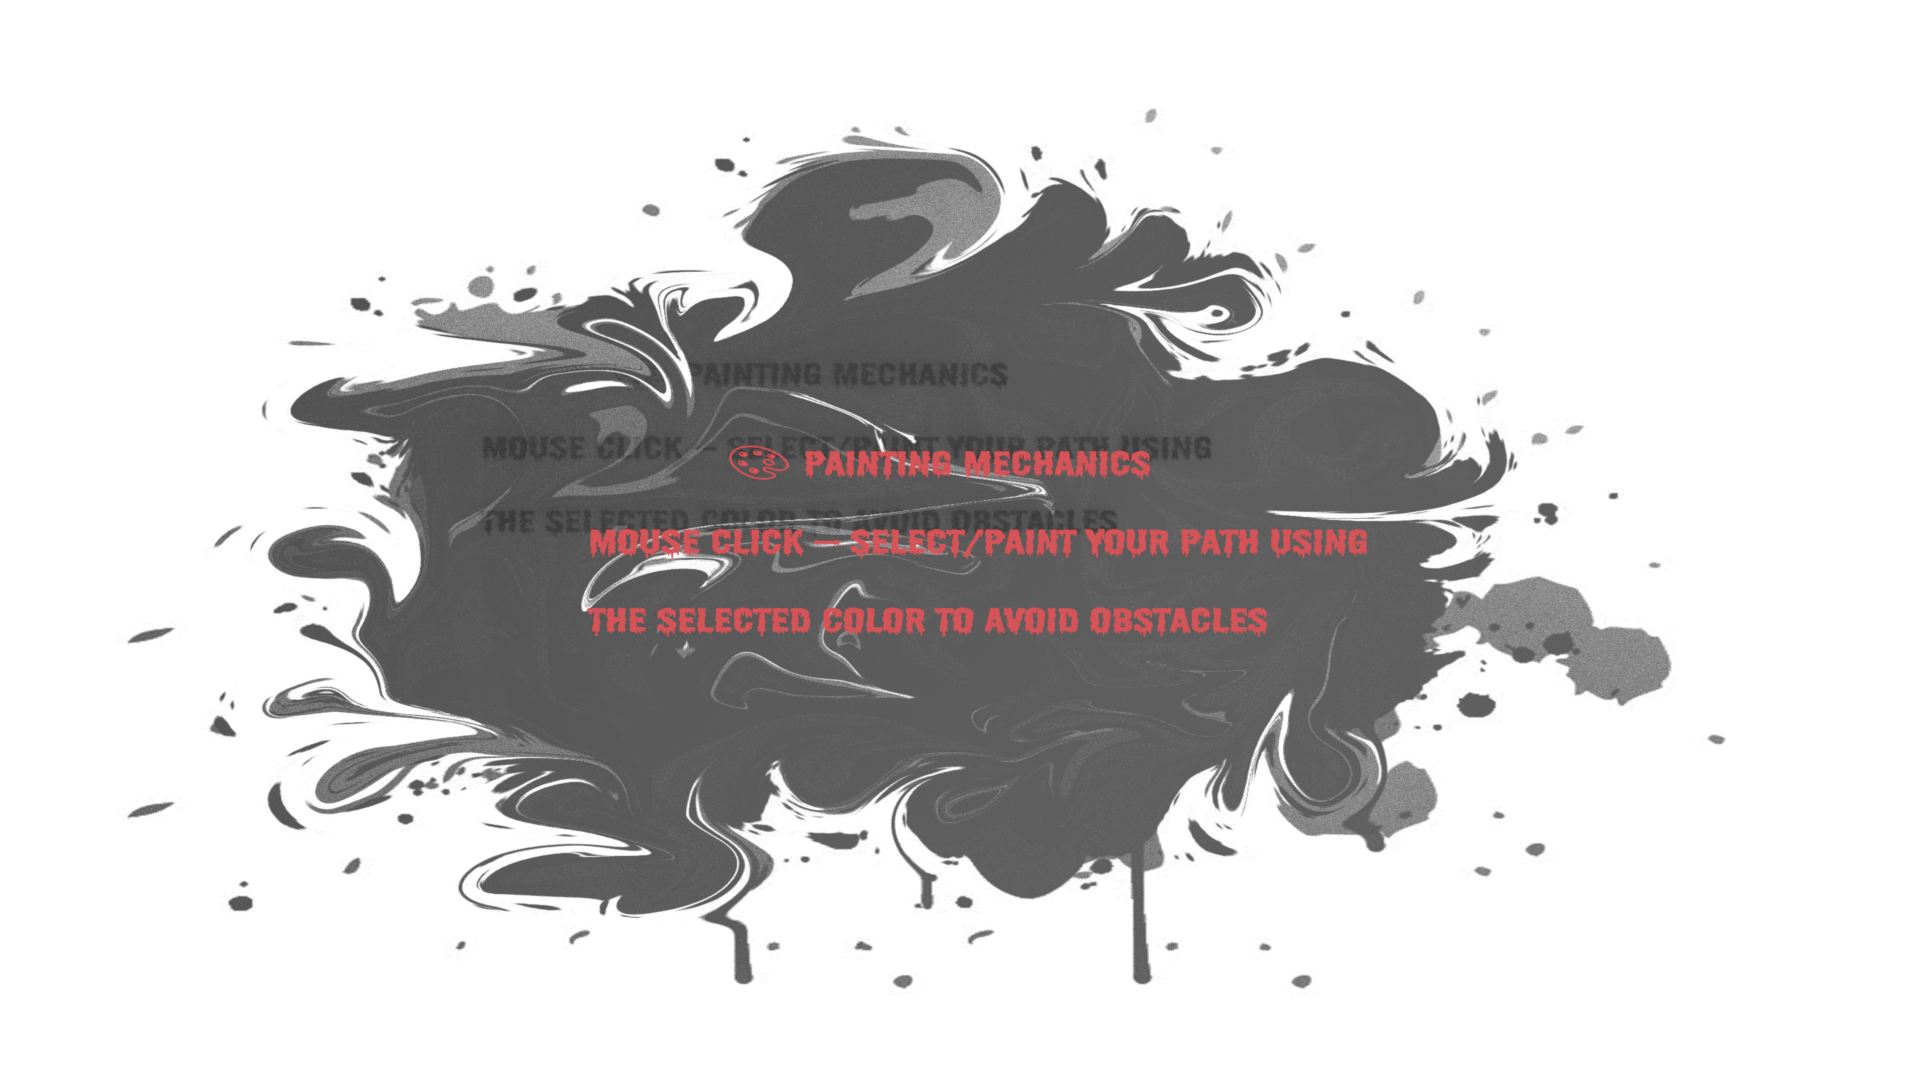 PAINTING MECHANICS
MOUSE CLICK – SELECT/PAINT YOUR PATH USING
THE SELECTED COLOR TO AVOID OBSTACLES
PAINTING MECHANICS
MOUSE CLICK – SELECT/PAINT YOUR PATH USING
THE SELECTED COLOR TO AVOID OBSTACLES